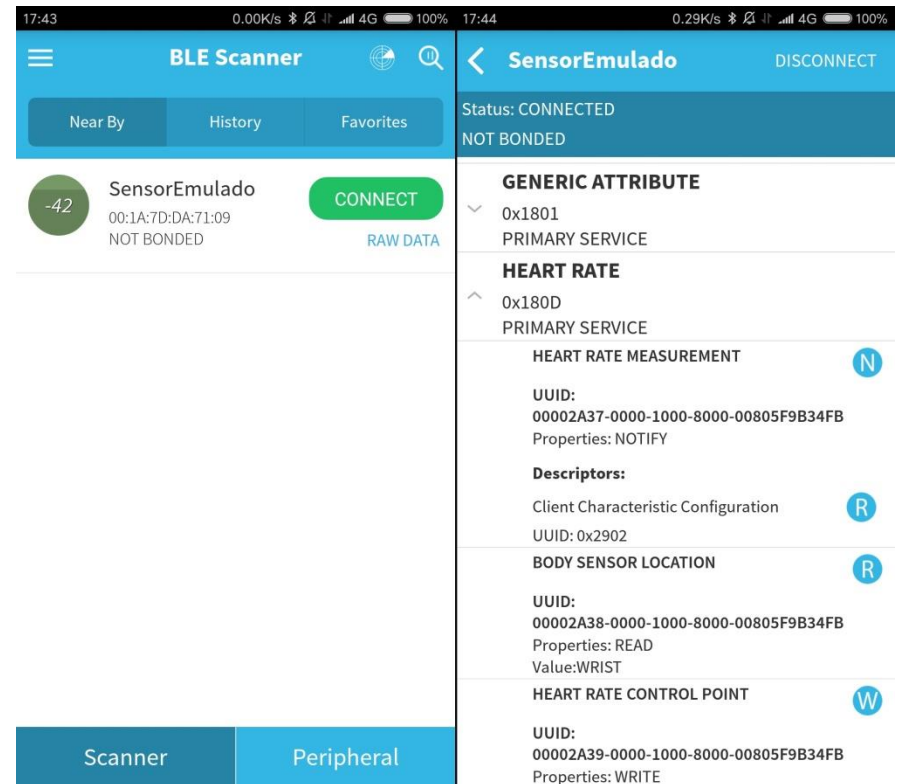 17:43 0.00K/s 4G 100%
BLE Scanner
Near By History Favorites
-42
SensorEmulado
00:1A:7D:DA:71:09
NOT BONDED
CONNECT
RAW DATA
Scanner Peripheral
17:44 0.29K/s 4G 100%
SensorEmulado DISCONNECT
Status: CONNECTED
NOT BONDED
GENERIC ATTRIBUTE
0x1801
PRIMARY SERVICE
HEART RATE
0x180D
PRIMARY SERVICE
HEART RATE MEASUREMENT N
UUID:
00002A37-0000-1000-8000-00805F9B34FB
Properties: NOTIFY
Descriptors:
Client Characteristic Configuration R
UUID: 0x2902
BODY SENSOR LOCATION R
UUID:
00002A38-0000-1000-8000-00805F9B34FB
Properties: READ
Value:WRIST
HEART RATE CONTROL POINT W
UUID:
00002A39-0000-1000-8000-00805F9B34FB
Properties: WRITE